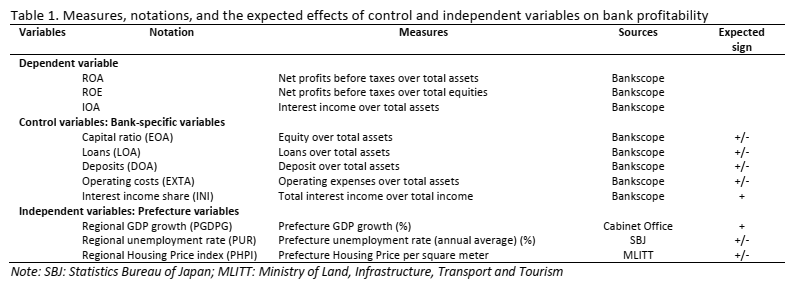 Table 1. Measures, notations, and the expected effects of control and independent variables on bank profitability
Variables Notation Measures Sources Expected sign
Dependent variable
ROA Net profits before taxes over total assets Bankscope
ROE Net profits before taxes over total equities Bankscope
IOA Interest income over total assets Bankscope
Control variables: Bank-specific variables
Capital ratio (EOA) Equity over total assets Bankscope +/-
Loans (LOA) Loans over total assets Bankscope +/-
Deposits (DOA) Deposit over total assets Bankscope +/-
Operating costs (EXTA) Operating expenses over total assets Bankscope +/-
Interest income share (INI) Total interest income over total income Bankscope +
Independent variables: Prefecture variables
Regional GDP growth (PGDPG) Prefecture GDP growth (%) Cabinet Office +
Regional unemployment rate (PUR) Prefecture unemployment rate (annual average) (%) SBJ +/-
Regional Housing Price index (PHPI) Prefecture Housing Price per square meter MLITT +/-
Note: SBJ: Statistics Bureau of Japan; MLITT: Ministry of Land, Infrastructure, Transport and Tourism